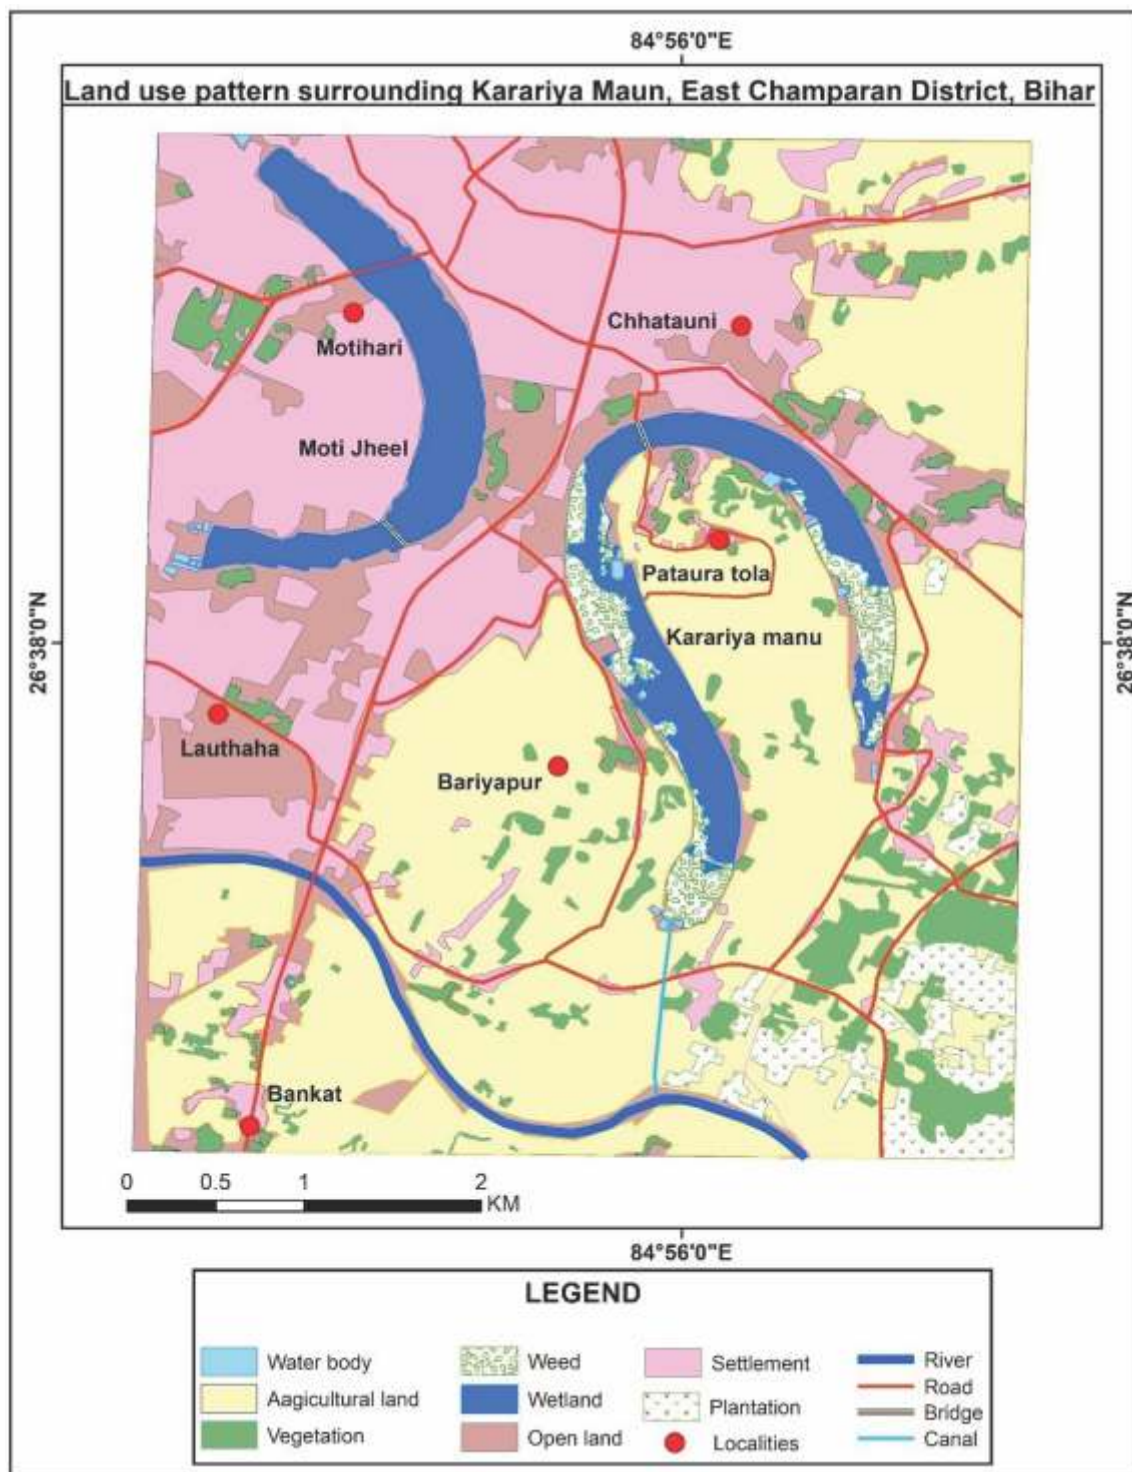 84°56'0"E
Land use pattern surrounding Karariya Maun, East Champaran District, Bihar
Chhatauni
Motihari
Moti Jheel
Pataura tola
26°38'0"N
26°38'0"N
Karariya manu
Lauthaha
Bariyapur
Bankat
0 0.5 1 2
KM
84°56'0"E
LEGEND
Water body
Weed
Settlement
River
Aagicultural land
Wetland
Plantation
Road
Vegetation
Open land
Localities
Bridge
Canal